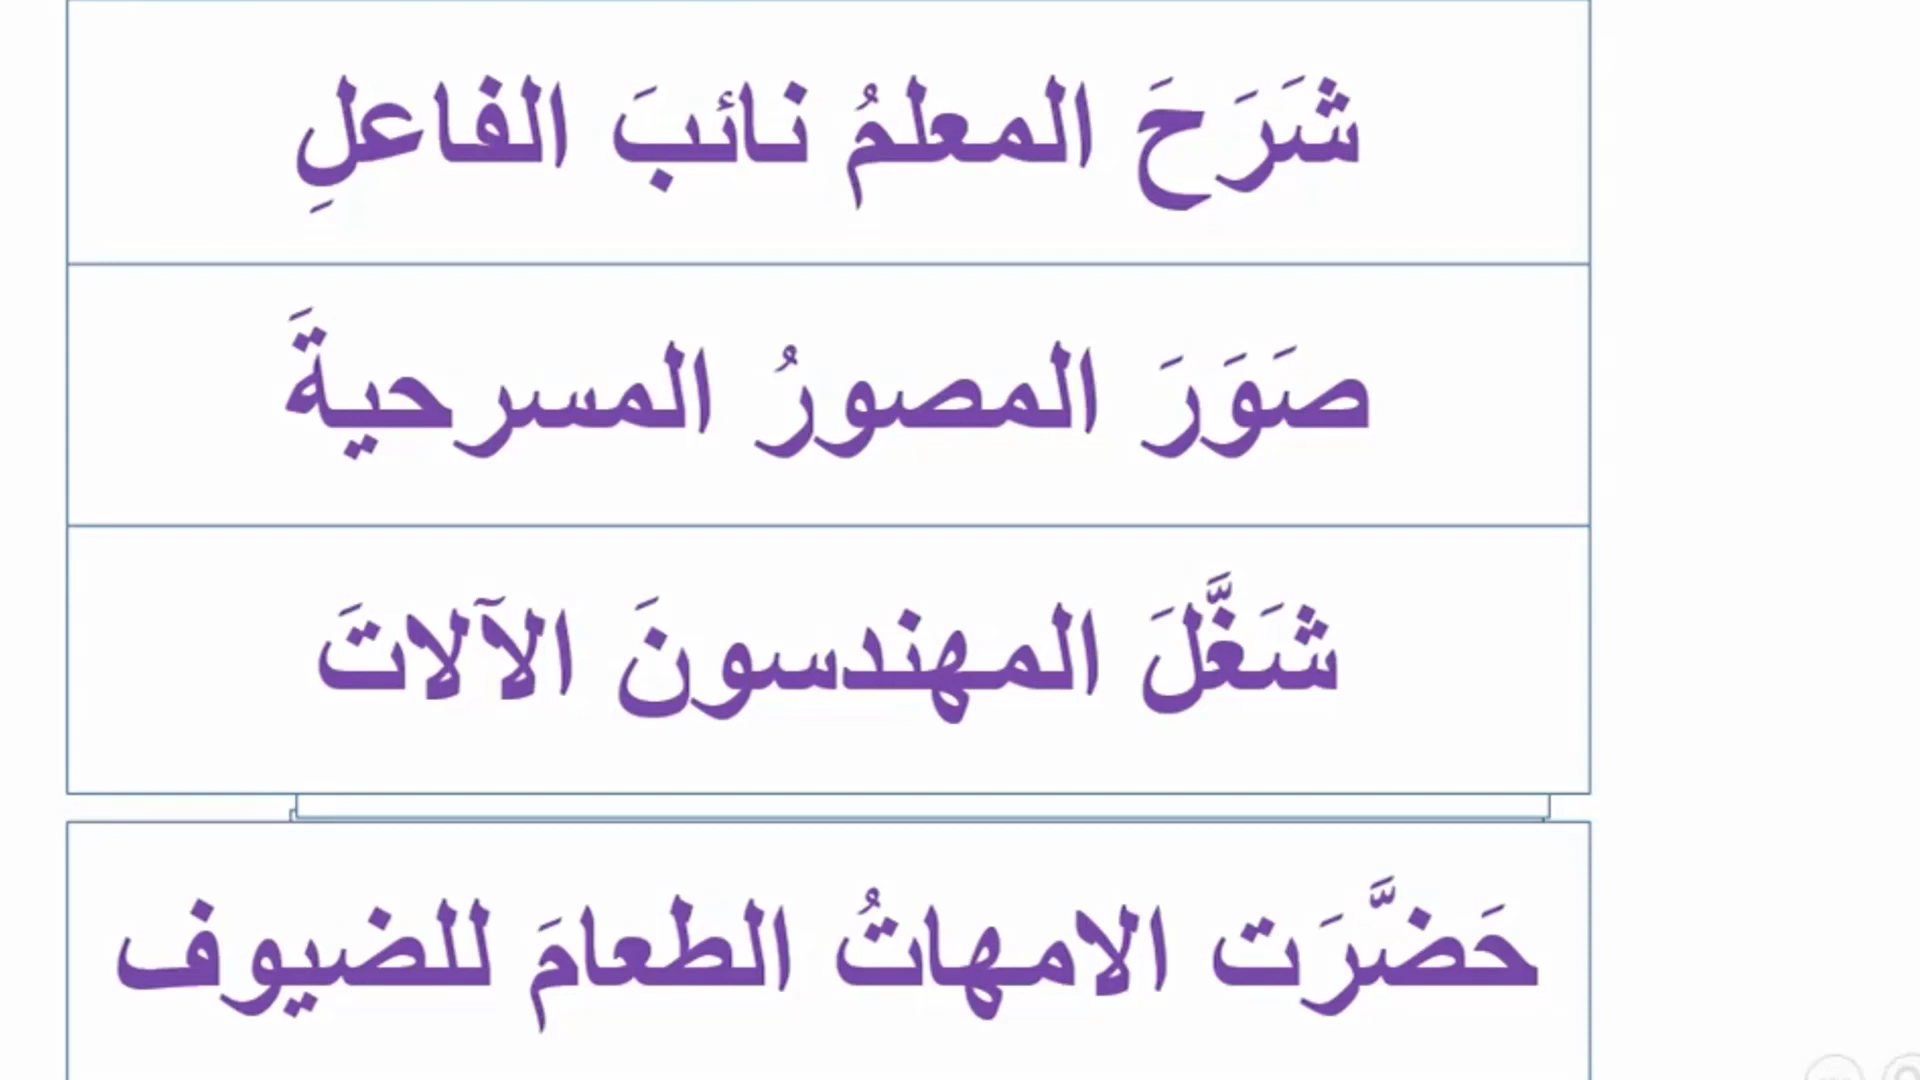 شَرَحَ المعلمُ نائبَ الفاعلِ
صَوَرَ المصورُ المسرحيةَ
شَغَّلَ المهندسونَ الآلاتَ
حَضَّرَت الامهاتُ الطعامَ للضيوف